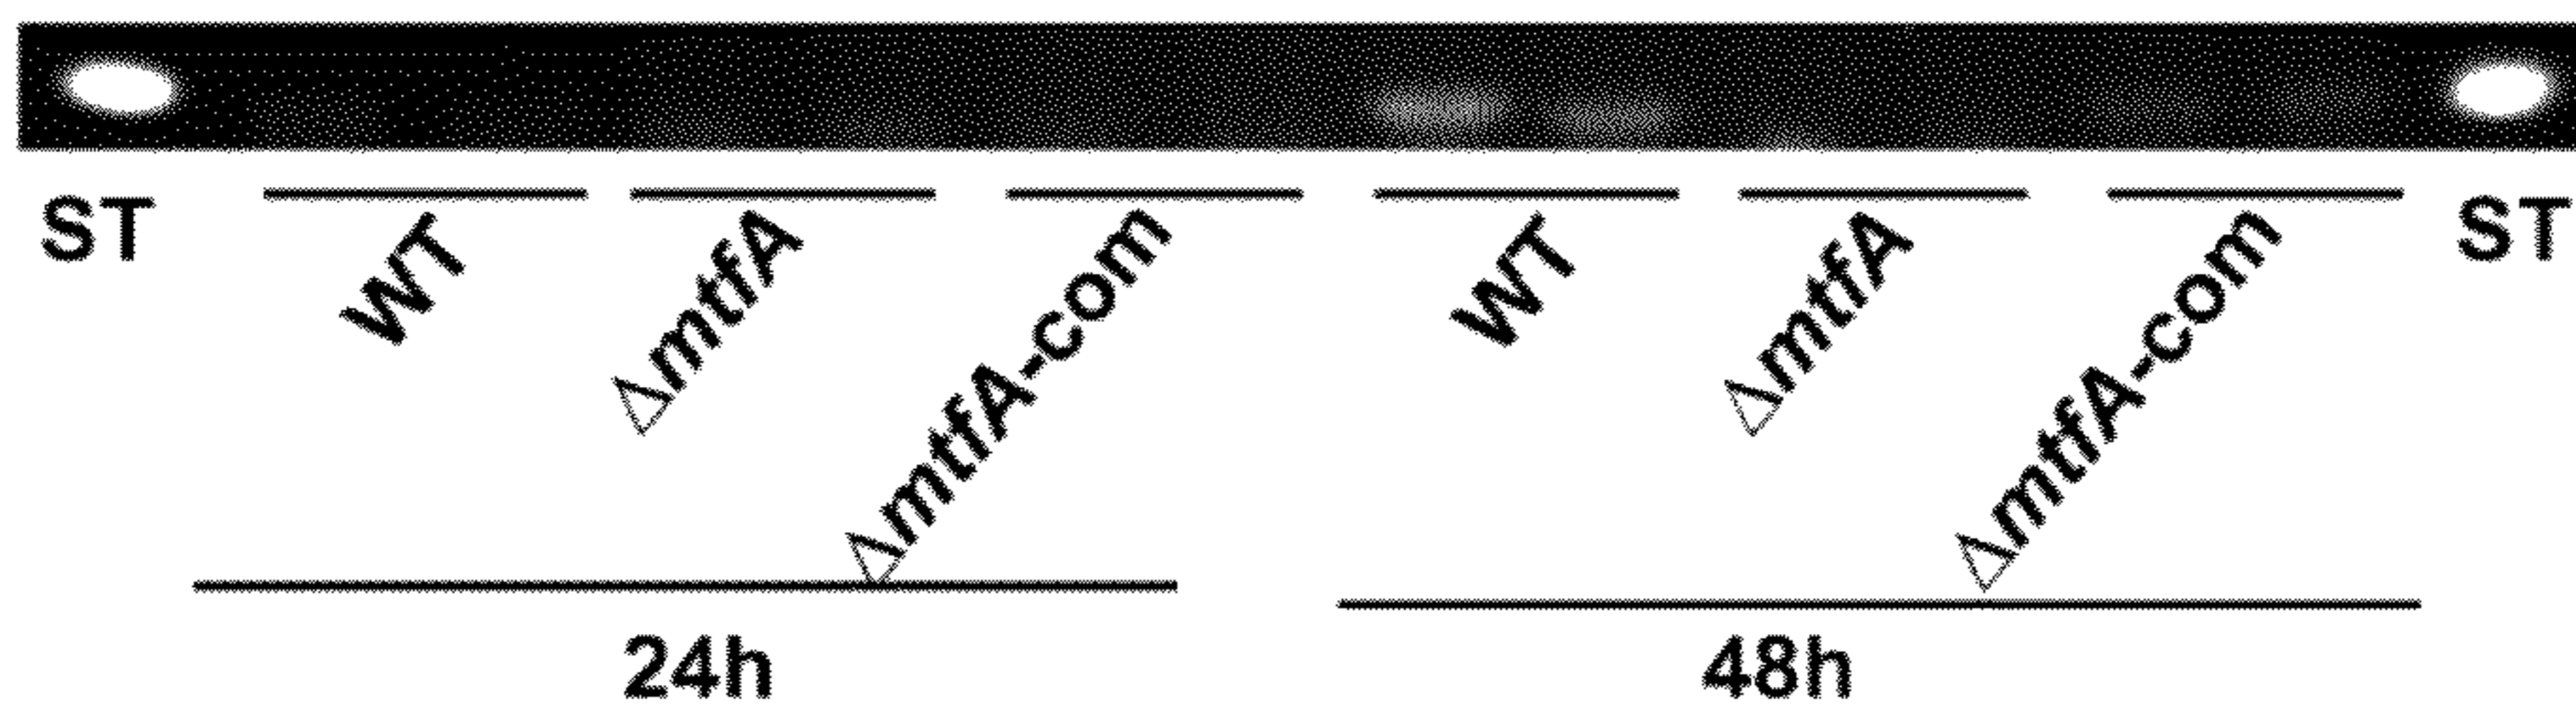 ST WT ΔmtfA ΔmtfA-com WT ΔmtfA ΔmtfA-com ST
24h 48h